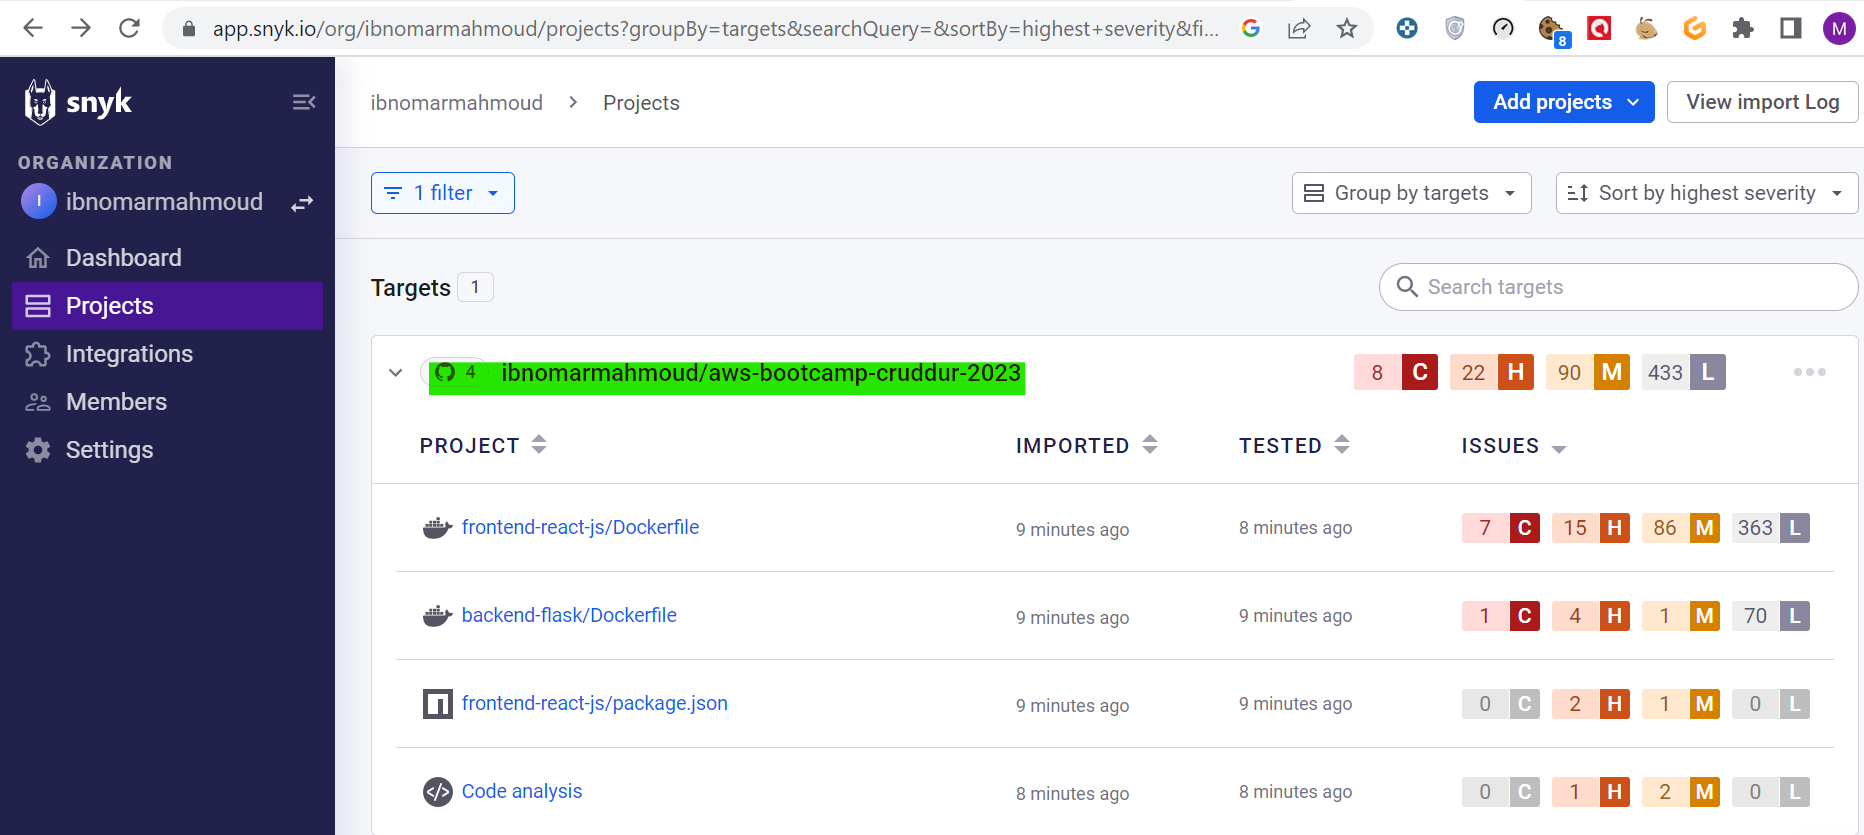 app.snyk.io/org/ibnomarmahmoud/projects?groupBy=targets&searchQuery=&sortBy=highest+severity&fi...
8
M
snyk
ibnomarmahmoud
Projects
Add projects
View import Log
ORGANIZATION
I
ibnomarmahmoud
1 filter
Group by targets
Sort by highest severity
Dashboard
Projects
Integrations
Members
Settings
Targets 1
Search targets
4 ibnomarmahmoud/aws-bootcamp-cruddur-2023 8 C 22 H 90 M 433 L
PROJECT IMPORTED TESTED ISSUES
frontend-react-js/Dockerfile 9 minutes ago 8 minutes ago 7 C 15 H 86 M 363 L
backend-flask/Dockerfile 9 minutes ago 9 minutes ago 1 C 4 H 1 M 70 L
frontend-react-js/package.json 9 minutes ago 9 minutes ago 0 C 2 H 1 M 0 L
Code analysis 8 minutes ago 8 minutes ago 0 C 1 H 2 M 0 L